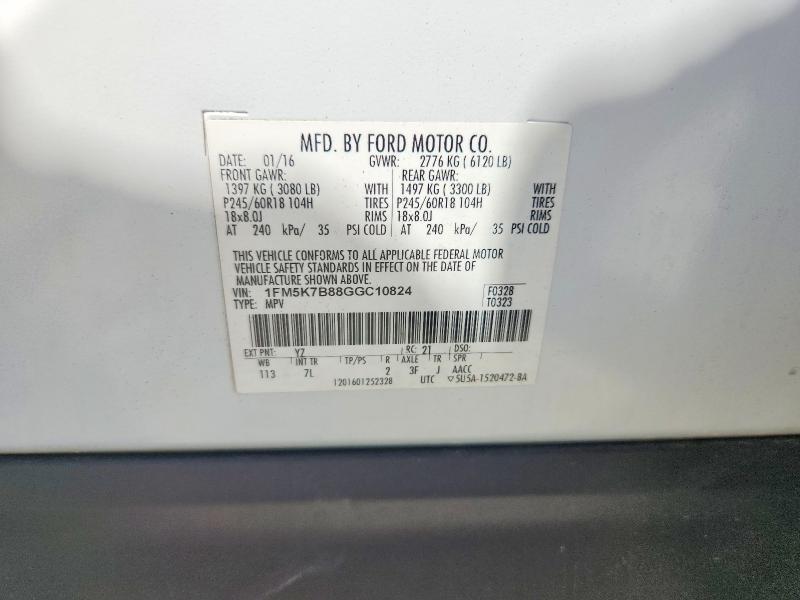 MFD. BY FORD MOTOR CO.
DATE: 01/16 GVWR: 2776 KG ( 6120 LB)
FRONT GAWR: REAR GAWR:
1397 KG ( 3080 LB) WITH 1497 KG ( 3300 LB) WITH
P245/60R18 104H TIRES P245/60R18 104H TIRES
18x8.0J RIMS 18x8.0J RIMS
AT 240 kPa/ 35 PSI COLD AT 240 kPa/ 35 PSI COLD
THIS VEHICLE CONFORMS TO ALL APPLICABLE FEDERAL MOTOR
VEHICLE SAFETY STANDARDS IN EFFECT ON THE DATE OF
MANUFACTURE SHOWN ABOVE.
VIN: 1FM5K7B88GGC10824 F0328
TYPE: MPV T0323
EXT PNT: YZ RC: 21 DSO:
WB INT TR TP/PS R AXLE TR SPR
113 7L 2 3F J AACC
1201601252328 UTC ▽5U5A-1520472-BA